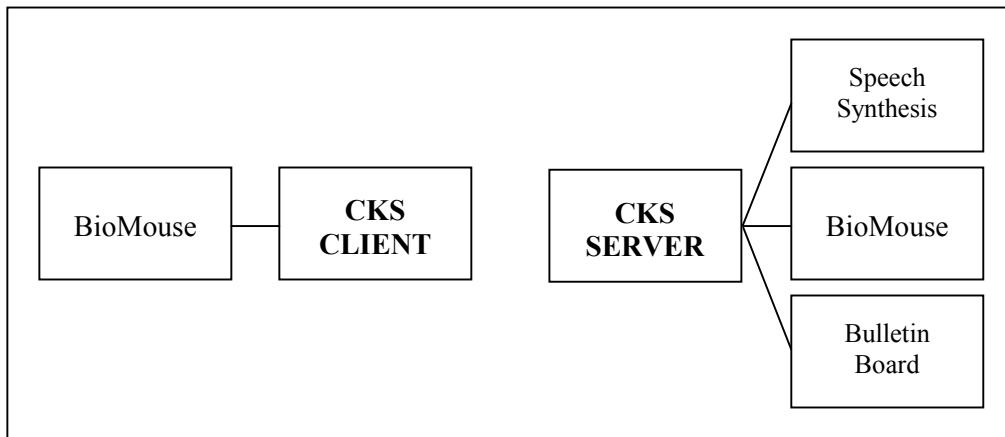 BioMouse
CKS
CLIENT
CKS
SERVER
Speech
Synthesis
BioMouse
Bulletin
Board